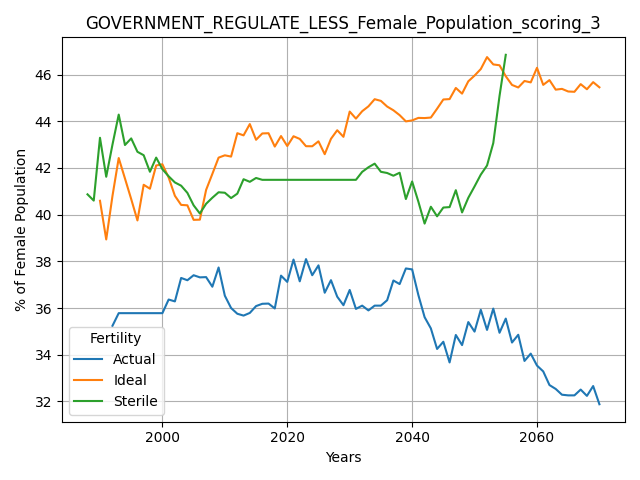 GOVERNMENT_REGULATE_LESS_Female_Population_scoring_3
% of Female Population
46
44
42
40
38
36
34
32
Fertility
Actual
Ideal
Sterile
2000 2020 2040 2060
Years